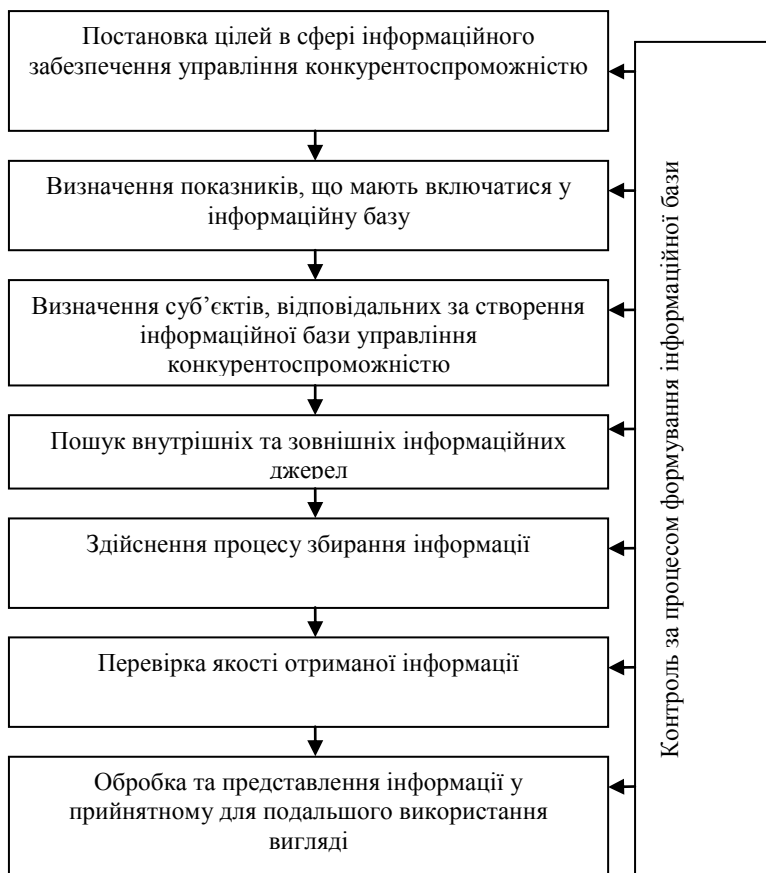 Постановка цілей в сфері інформаційного
забезпечення управління конкурентоспроможністю
Визначення показників, що мають включатися у
інформаційну базу
Визначення суб’єктів, відповідальних за створення
інформаційної бази управління
конкурентоспроможністю
Пошук внутрішніх та зовнішніх інформаційних
джерел
Здійснення процесу збирання інформації
Перевірка якості отриманої інформації
Обробка та представлення інформації у
прийнятному для подальшого використання
вигляді
Контроль за процесом формування інформаційної бази